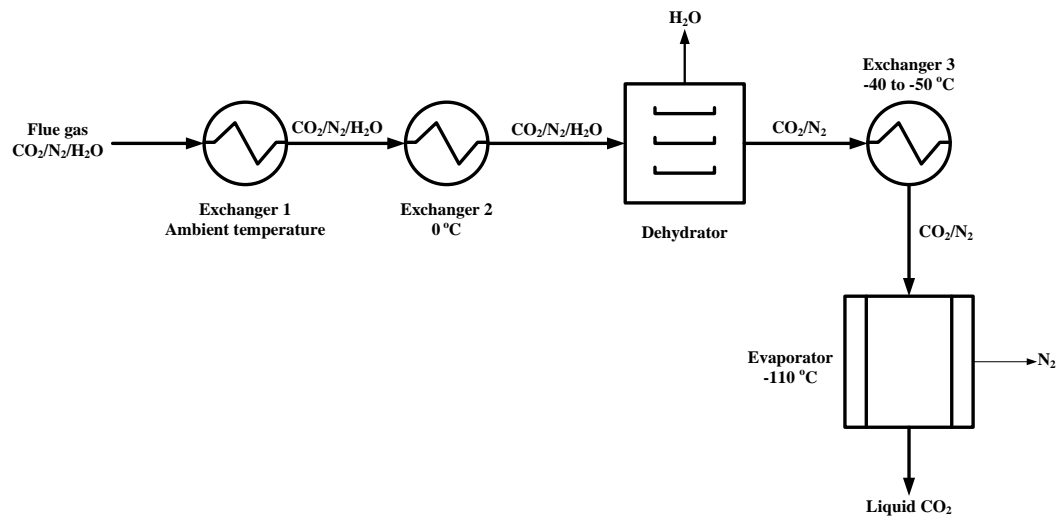 H₂O
Exchanger 3
-40 to -50 °C
Flue gas
CO₂/N₂/H₂O
CO₂/N₂/H₂O
CO₂/N₂/H₂O
CO₂/N₂
Exchanger 1
Ambient temperature
Exchanger 2
0 °C
Dehydrator
CO₂/N₂
Evaporator
-110 °C
N₂
Liquid CO₂